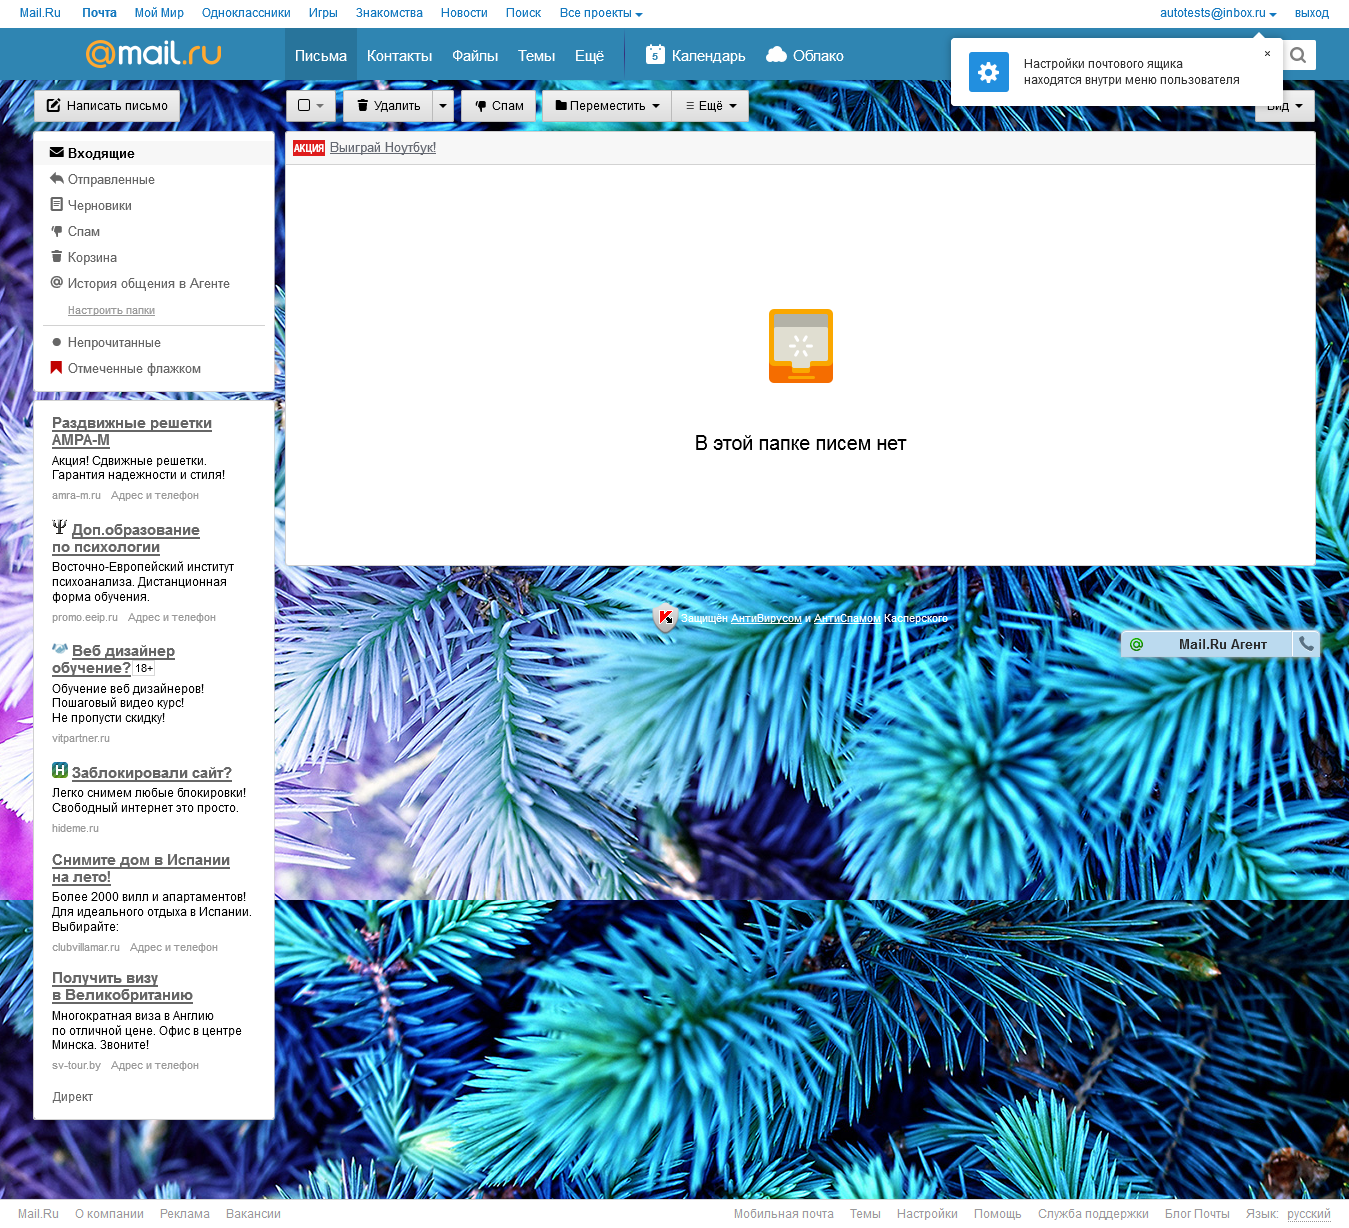 Mail.Ru Почта Мой Мир Одноклассники Игры Знакомства Новости Поиск Все проекты autotests@inbox.ru выход
@mail.ru Письма Контакты Файлы Темы Ещё 5 Календарь Облако
Настройки почтового ящика
находятся внутри меню пользователя
×
Написать письмо Удалить Спам Переместить Ещё Вид
Входящие
Отправленные
Черновики
Спам
Корзина
История общения в Агенте
Настроить папки
Непрочитанные
Отмеченные флажком
АКЦИЯ Выиграй Ноутбук!
В этой папке писем нет
Раздвижные решетки
АМРА-М
Акция! Сдвижные решетки.
Гарантия надежности и стиля!
amra-m.ru Адрес и телефон
Доп.образование
по психологии
Восточно-Европейский институт
психоанализа. Дистанционная
форма обучения.
promo.eeip.ru Адрес и телефон
Веб дизайнер
обучение? 18+
Обучение веб дизайнеров!
Пошаговый видео курс!
Не пропусти скидку!
vitpartner.ru
H Заблокировали сайт?
Легко снимем любые блокировки!
Свободный интернет это просто.
hideme.ru
Снимите дом в Испании
на лето!
Более 2000 вилл и апартаментов!
Для идеального отдыха в Испании.
Выбирайте:
clubvillamar.ru Адрес и телефон
Получить визу
в Великобританию
Многократная виза в Англию
по отличной цене. Офис в центре
Минска. Звоните!
sv-tour.by Адрес и телефон
Директ
Защищён АнтиВирусом и АнтиСпамом Касперского
@ Mail.Ru Агент
Mail.Ru О компании Реклама Вакансии Мобильная почта Темы Настройки Помощь Служба поддержки Блог Почты Язык: русский